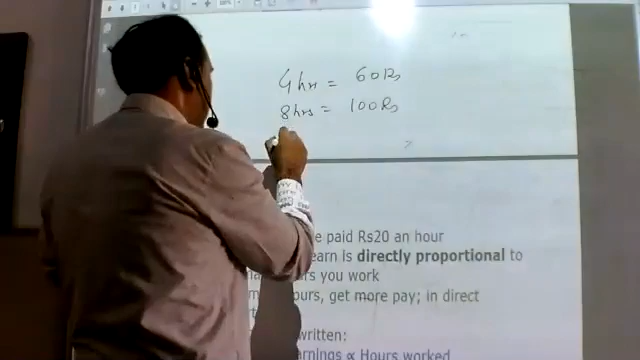 4hrs = 60Rs
8hrs = 100Rs
e paid Rs20 an hour
earn is directly proportional to
rs you work
ours, get more pay; in direct
written:
arnings ∝ Hours worked